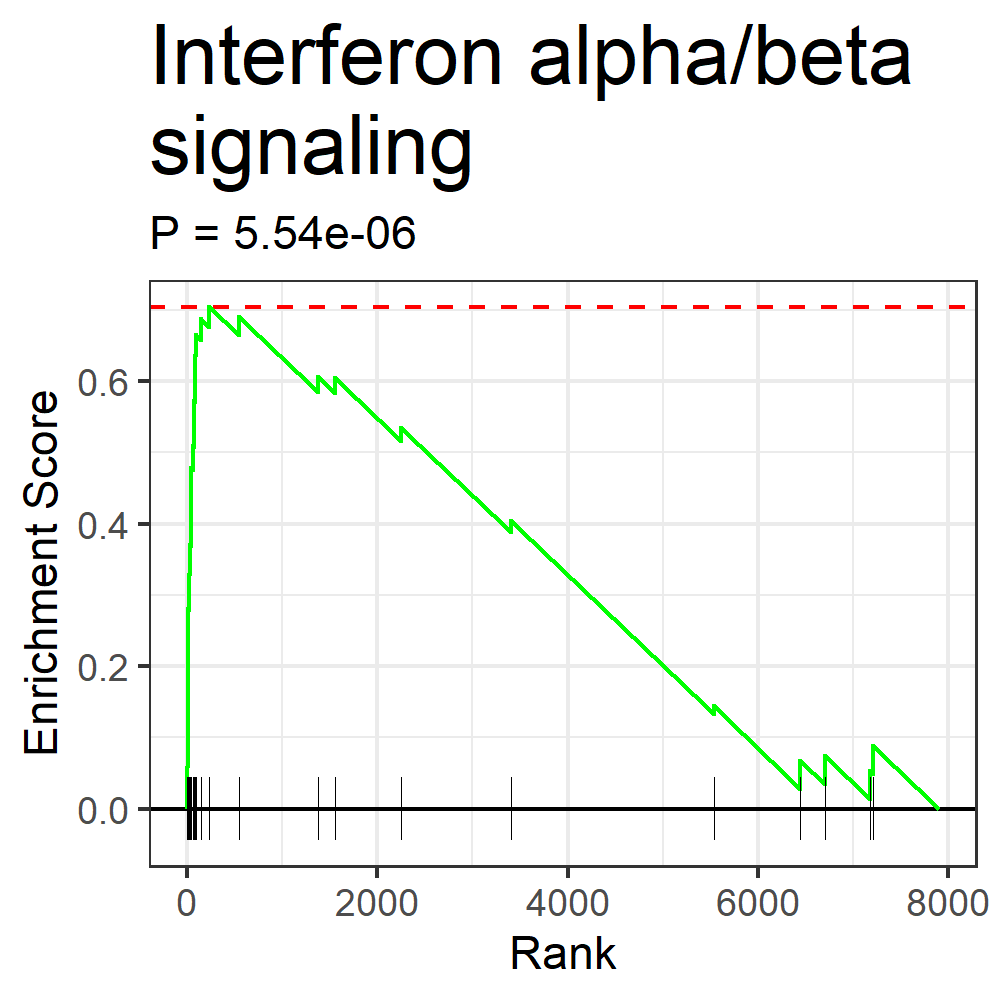 Interferon alpha/beta
signaling
P = 5.54e-06
Enrichment Score
0.6
0.4
0.2
0.0
0 2000 4000 6000 8000
Rank